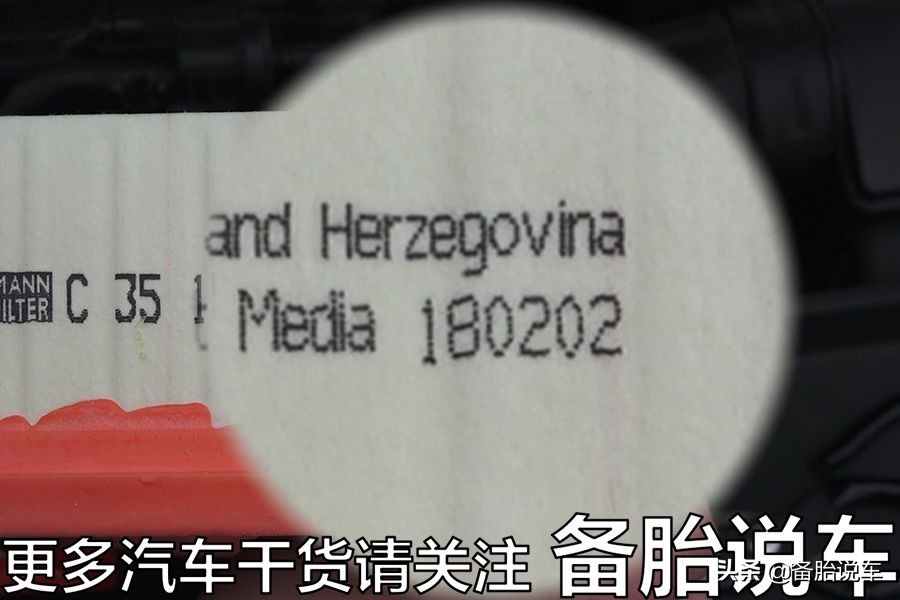 and Herzegovina
MANN
FILTER C 35 1
Media 180202
更多汽车干货请关注 备胎说车
头条 @备胎说车